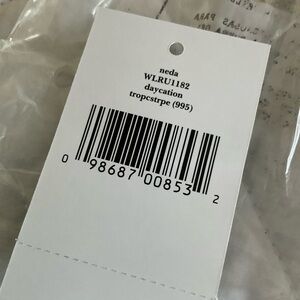 neda
WLRU1182
daycation
tropcstrpe (995)
0 98687 00853 2